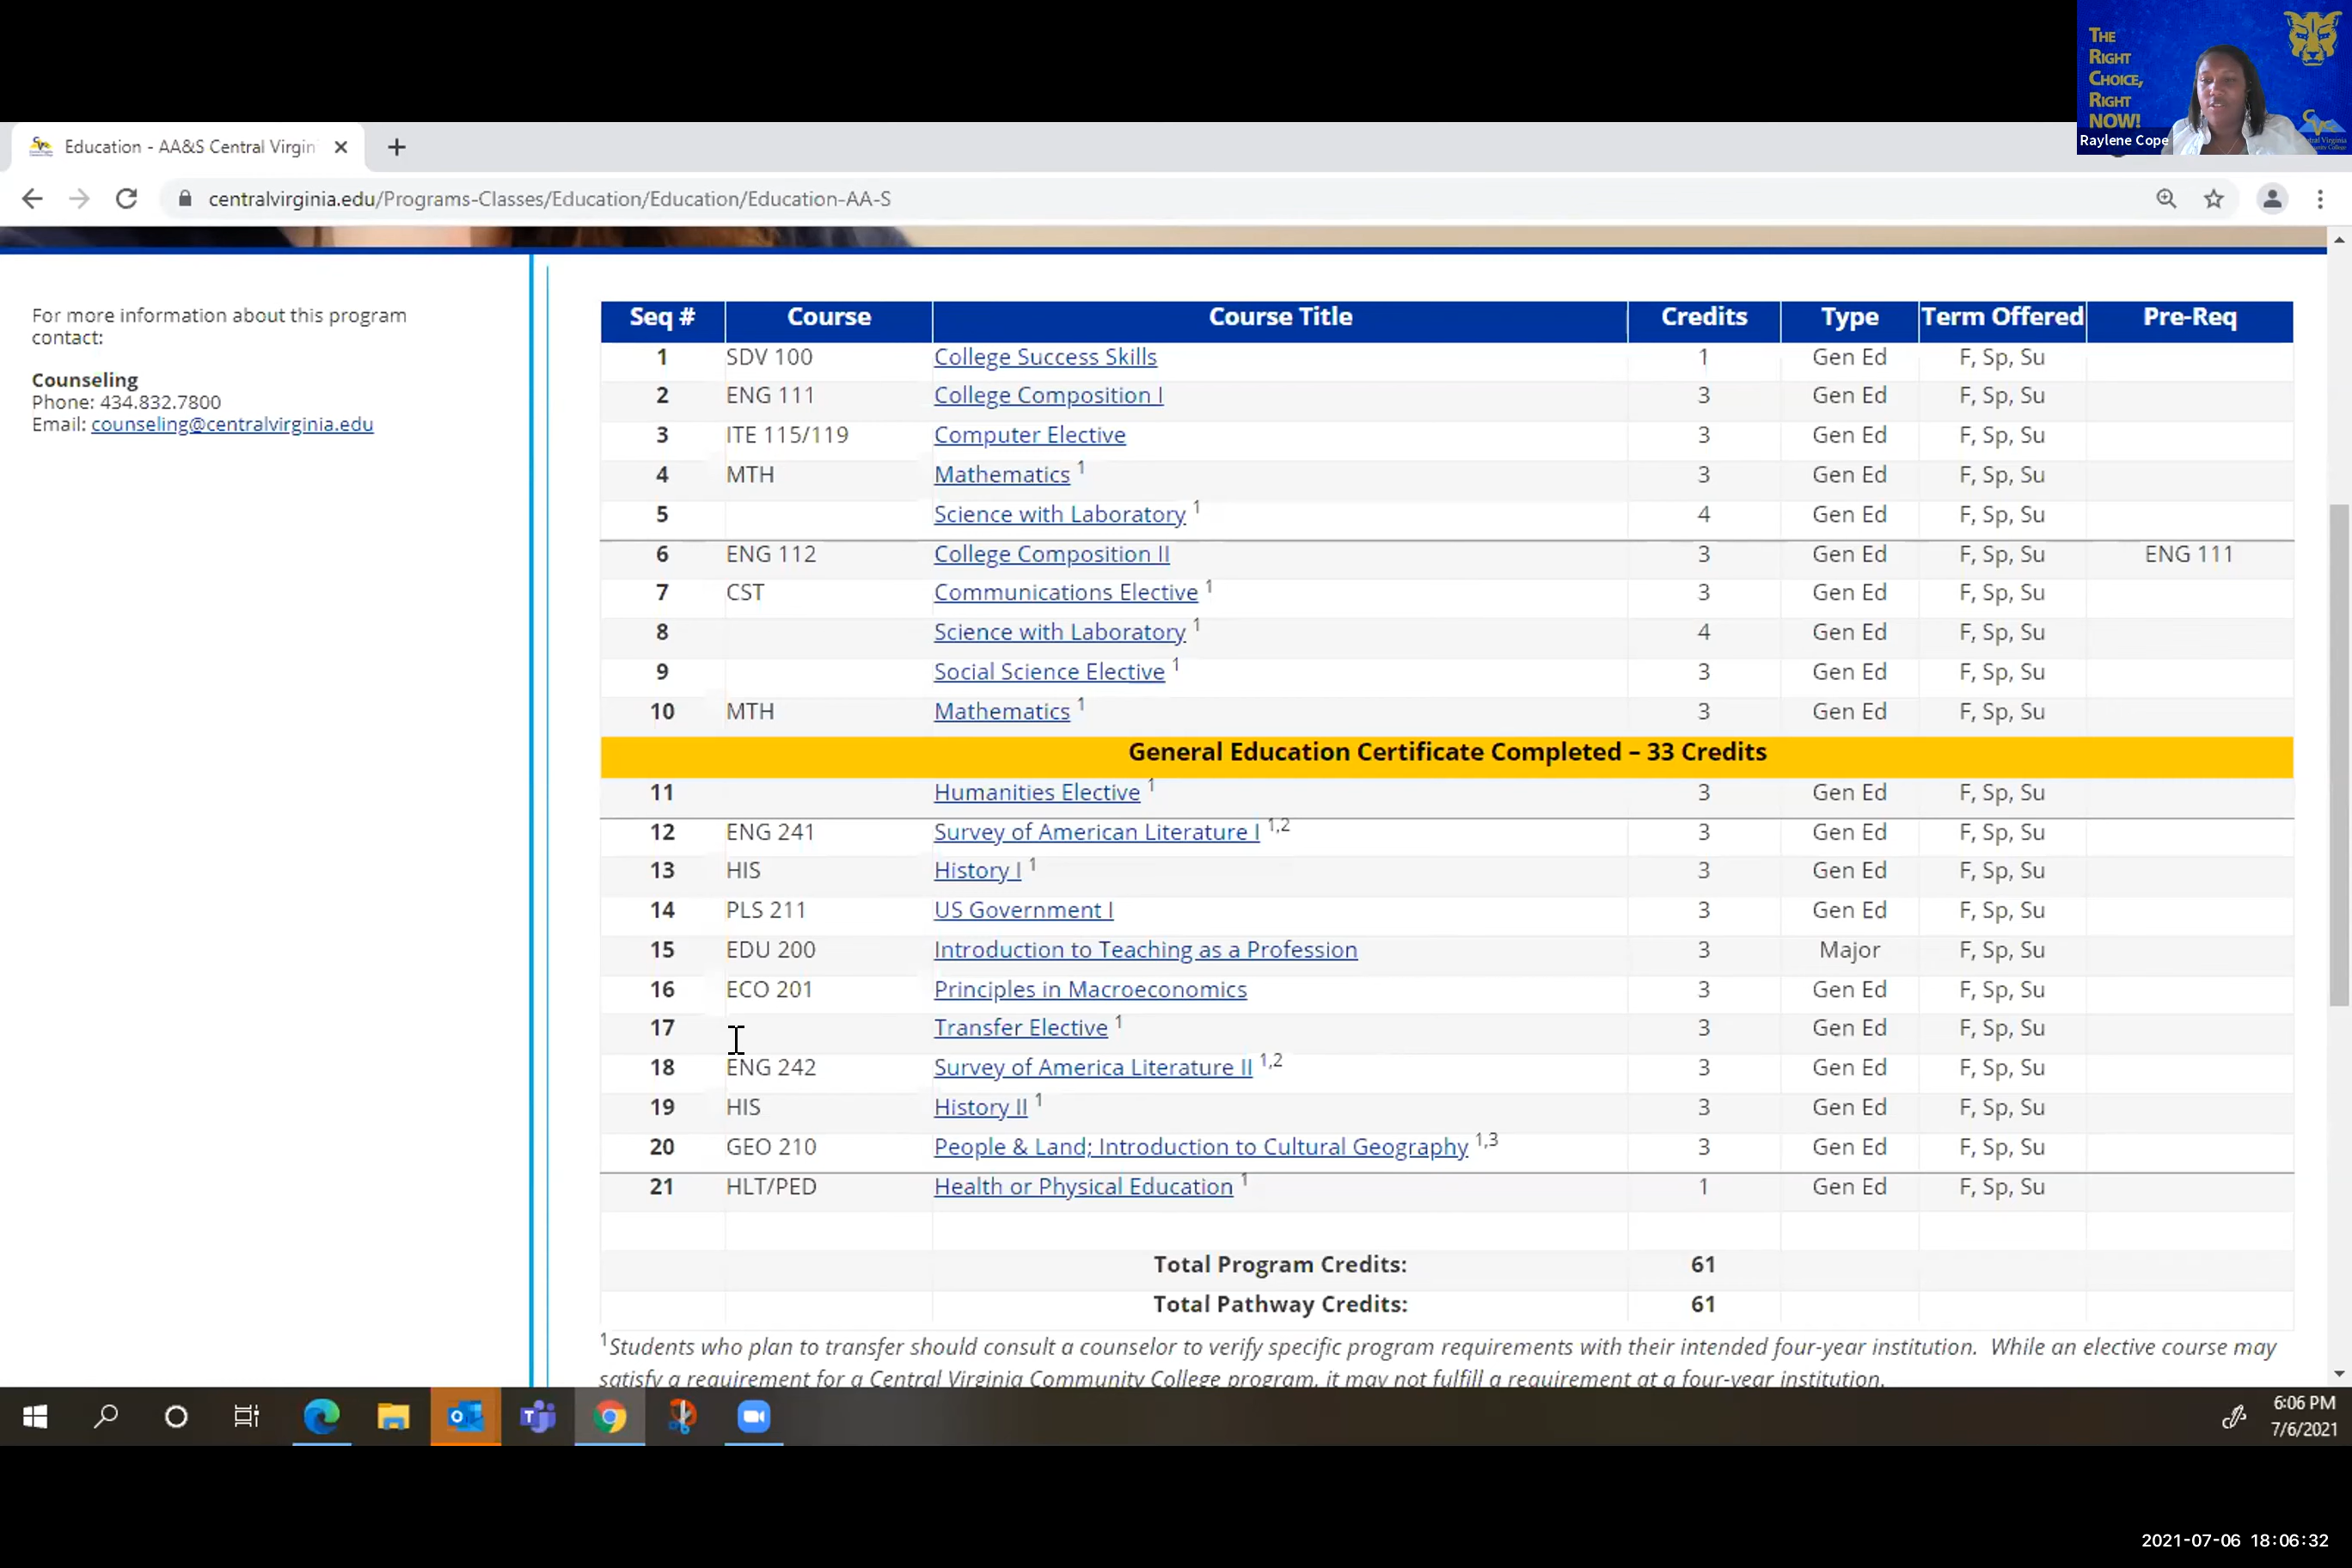 THE
RIGHT
CHOICE,
RIGHT
NOW!
Raylene Cope
Education - AA&S Central Virgin
centralvirginia.edu/Programs-Classes/Education/Education/Education-AA-S
For more information about this program
contact:
Counseling
Phone: 434.832.7800
Email: counseling@centralvirginia.edu
Seq # Course Course Title Credits Type Term Offered Pre-Req
1 SDV 100 College Success Skills 1 Gen Ed F, Sp, Su
2 ENG 111 College Composition I 3 Gen Ed F, Sp, Su
3 ITE 115/119 Computer Elective 3 Gen Ed F, Sp, Su
4 MTH Mathematics 1 3 Gen Ed F, Sp, Su
5 Science with Laboratory 1 4 Gen Ed F, Sp, Su
6 ENG 112 College Composition II 3 Gen Ed F, Sp, Su ENG 111
7 CST Communications Elective 1 3 Gen Ed F, Sp, Su
8 Science with Laboratory 1 4 Gen Ed F, Sp, Su
9 Social Science Elective 1 3 Gen Ed F, Sp, Su
10 MTH Mathematics 1 3 Gen Ed F, Sp, Su
General Education Certificate Completed – 33 Credits
11 Humanities Elective 1 3 Gen Ed F, Sp, Su
12 ENG 241 Survey of American Literature I 1,2 3 Gen Ed F, Sp, Su
13 HIS History I 1 3 Gen Ed F, Sp, Su
14 PLS 211 US Government I 3 Gen Ed F, Sp, Su
15 EDU 200 Introduction to Teaching as a Profession 3 Major F, Sp, Su
16 ECO 201 Principles in Macroeconomics 3 Gen Ed F, Sp, Su
17 Transfer Elective 1 3 Gen Ed F, Sp, Su
18 ENG 242 Survey of America Literature II 1,2 3 Gen Ed F, Sp, Su
19 HIS History II 1 3 Gen Ed F, Sp, Su
20 GEO 210 People & Land; Introduction to Cultural Geography 1,3 3 Gen Ed F, Sp, Su
21 HLT/PED Health or Physical Education 1 1 Gen Ed F, Sp, Su
Total Program Credits: 61
Total Pathway Credits: 61
1Students who plan to transfer should consult a counselor to verify specific program requirements with their intended four-year institution. While an elective course may
satisfy a requirement for a Central Virginia Community College program, it may not fulfill a requirement at a four-year institution.
6:06 PM
7/6/2021
2021-07-06 18:06:32